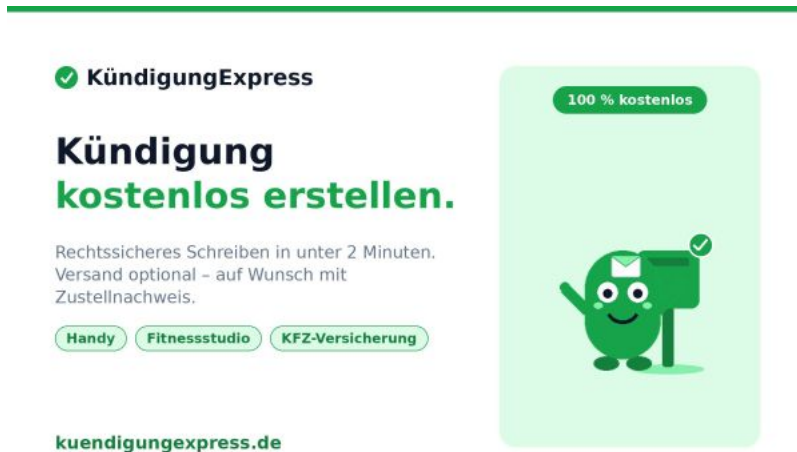 KündigungExpress
Kündigung
kostenlos erstellen.
Rechtssicheres Schreiben in unter 2 Minuten.
Versand optional – auf Wunsch mit
Zustellnachweis.
Handy
Fitnessstudio
KFZ-Versicherung
kuendigungexpress.de
100 % kostenlos